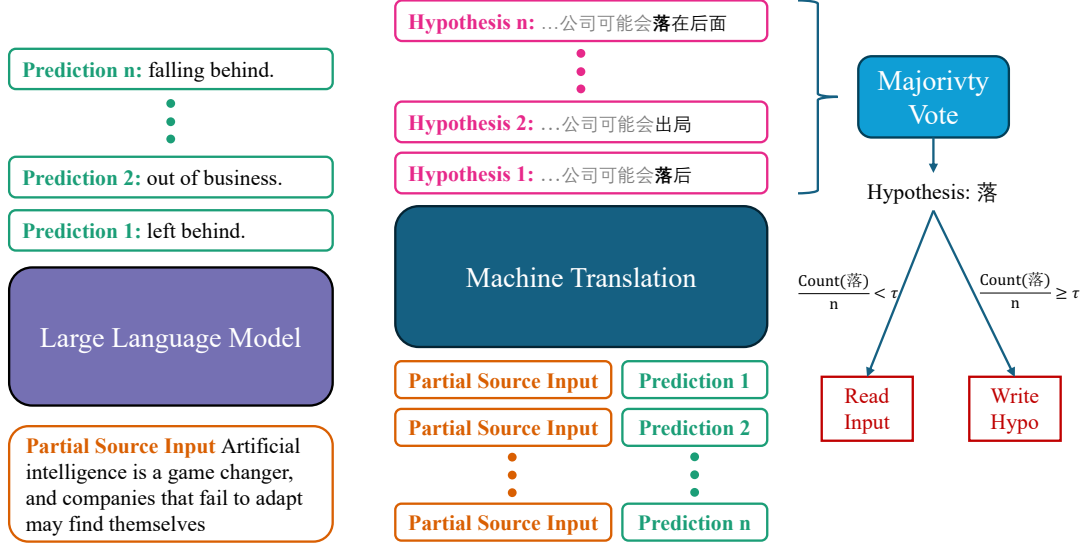 Prediction n: falling behind.
Prediction 2: out of business.
Prediction 1: left behind.
Large Language Model
Partial Source Input Artificial
intelligence is a game changer,
and companies that fail to adapt
may find themselves
Hypothesis n: …公司可能会落在后面
Hypothesis 2: …公司可能会出局
Hypothesis 1: …公司可能会落后
Machine Translation
Partial Source Input Prediction 1
Partial Source Input Prediction 2
Partial Source Input Prediction n
Majorivty
Vote
Hypothesis: 落
Count(落)
n
< τ
Count(落)
n
≥ τ
Read
Input
Write
Hypo